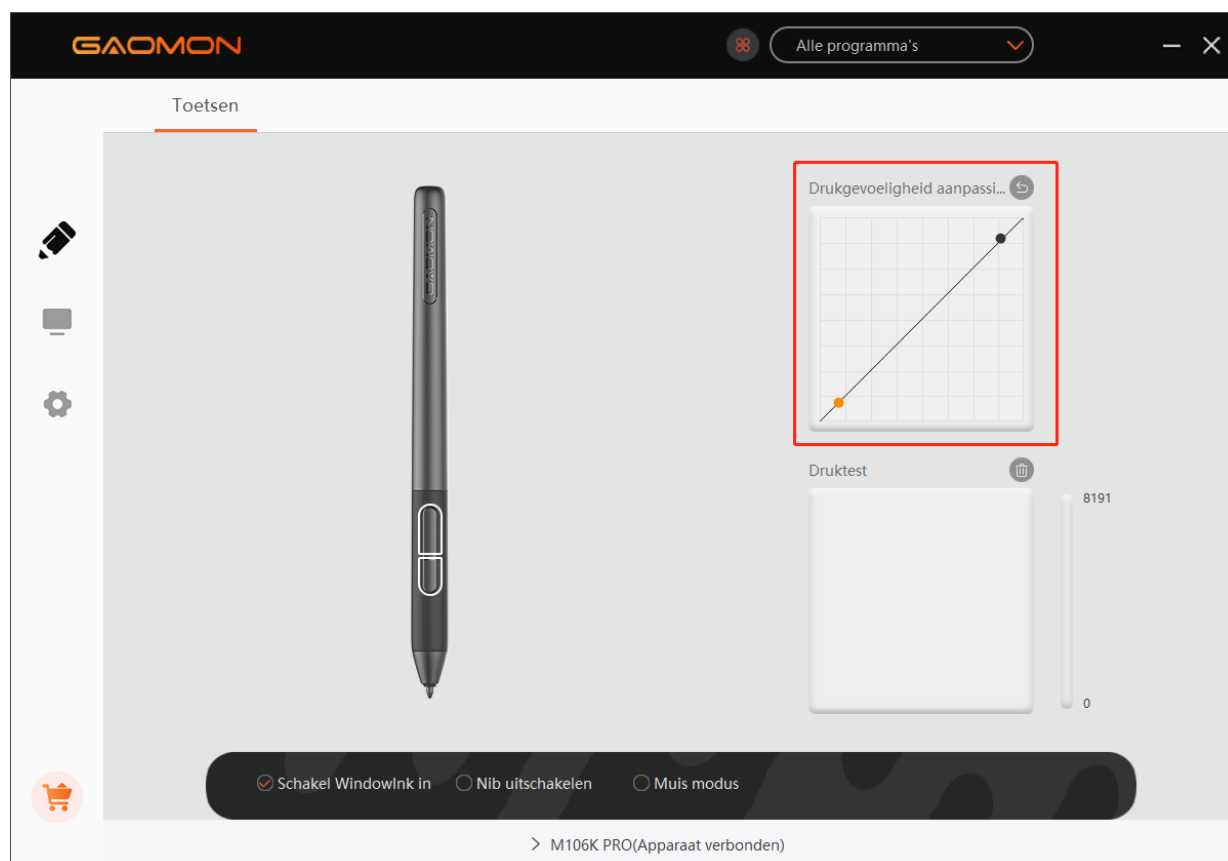 GAOMON
Alle programma's
Toetsen
GAOMON
Drukgevoeligheid aanpassi...
Druktest
8191
0
Schakel WindowInk in
Nib uitschakelen
Muis modus
M106K PRO(Apparaat verbonden)